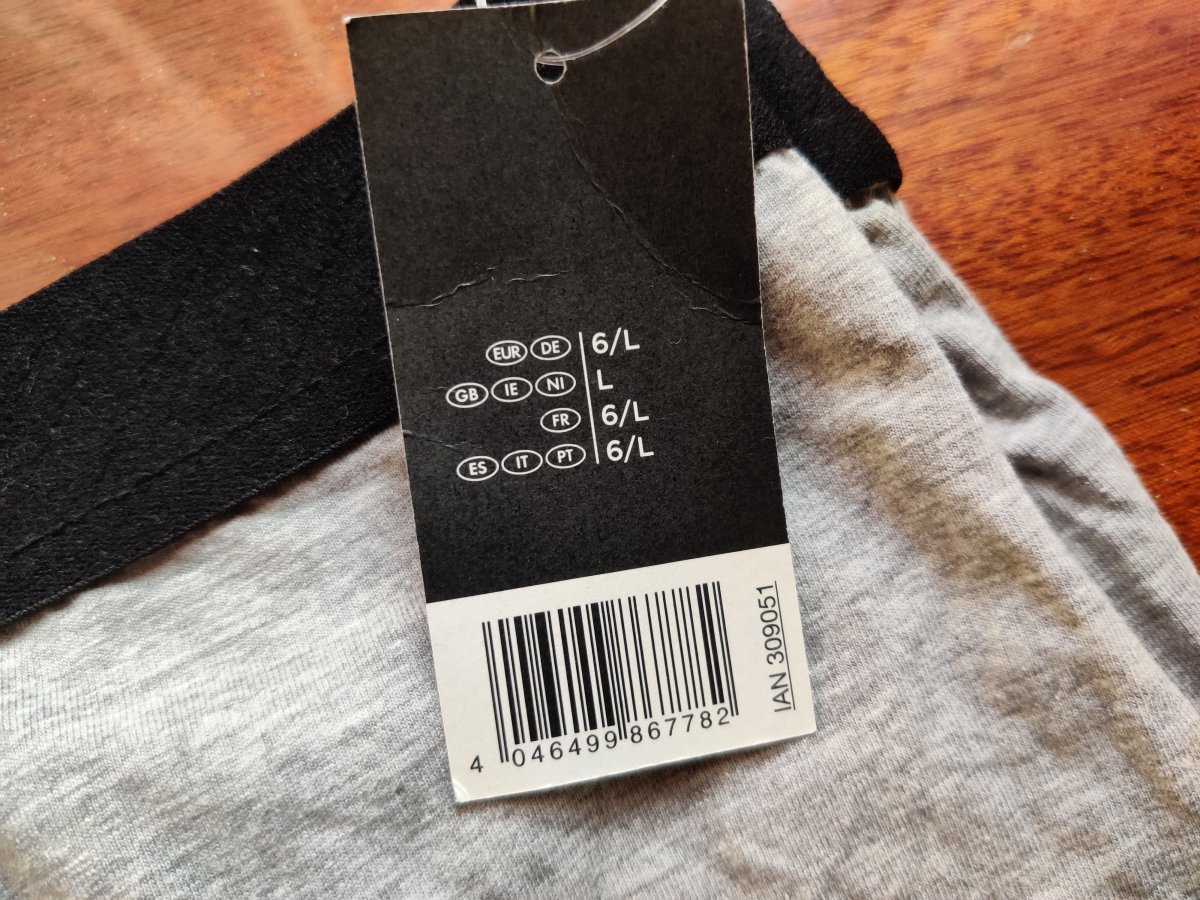 EUR DE 6/L
GB IE NI L
FR 6/L
ES IT PT 6/L
4 046499 867782
IAN 309051